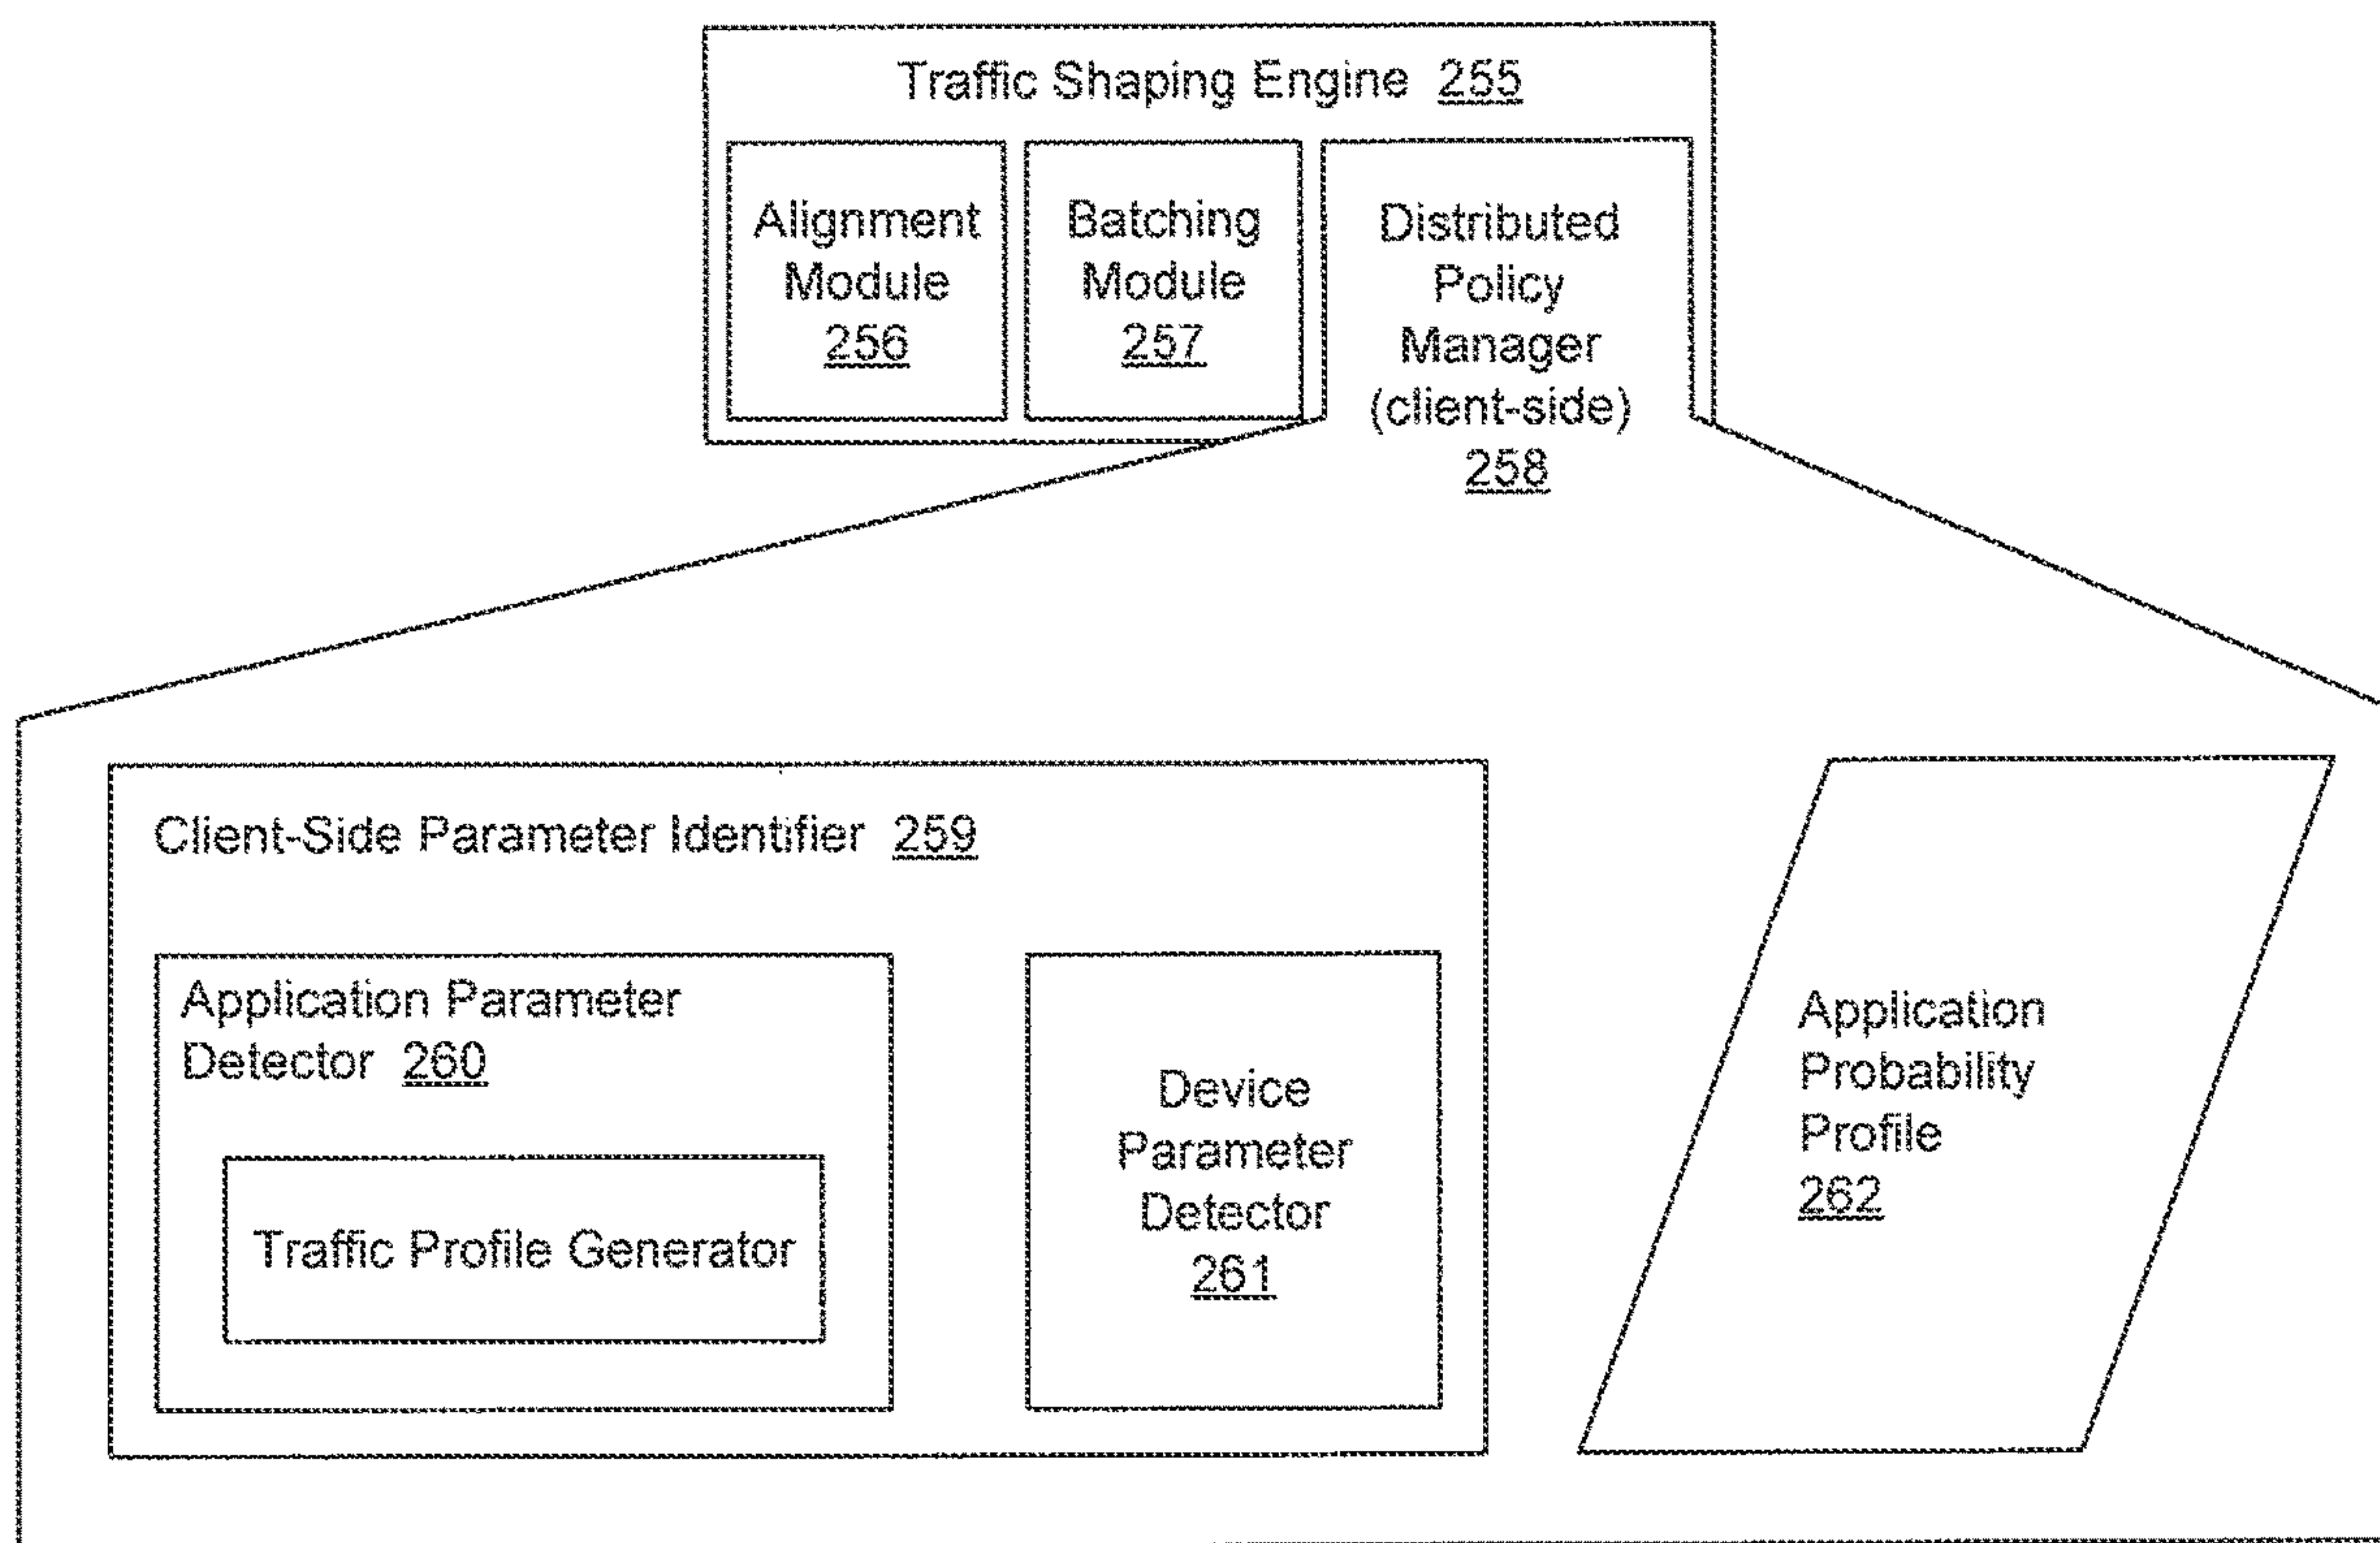 Traffic Shaping Engine 255
Alignment
Module
256
Batching
Module
257
Distributed
Policy
Manager
(client-side)
258
Client-Side Parameter Identifier 259
Application Parameter
Detector 260
Traffic Profile Generator
Device
Parameter
Detector
261
Application
Probability
Profile
262